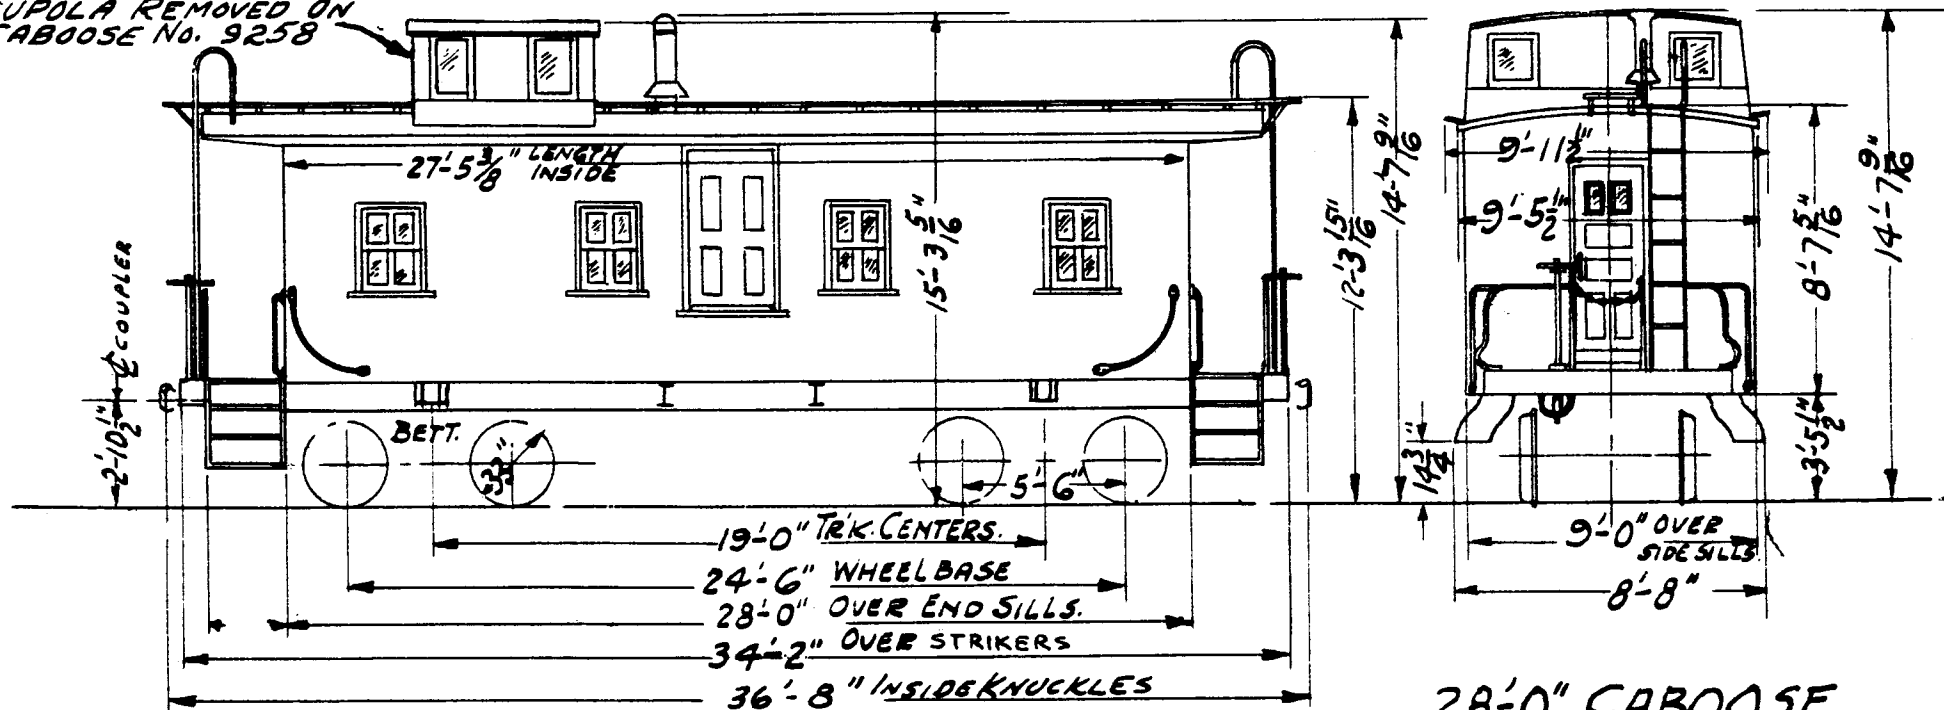 CUPOLA REMOVED ON
CABOOSE No. 9258
27'-5 3/8" LENGTH
INSIDE
15'-3 5/16"
12'-3 15/16"
14'-7 9/16"
9'-11 1/2"
9'-5 1/2"
8'-7 5/16"
14'-7 9/16"
℄ COUPLER
2'-10 1/2"
BETT.
33"
5'-6"
14 3/4"
3'-5 1/2"
19'-0" TR'K. CENTERS.
24'-6" WHEEL BASE
28'-0" OVER END SILLS.
34'-2" OVER STRIKERS
36'-8" INSIDE KNUCKLES
9'-0" OVER
SIDE SILLS
8'-8"
28'-0" CABOOSE